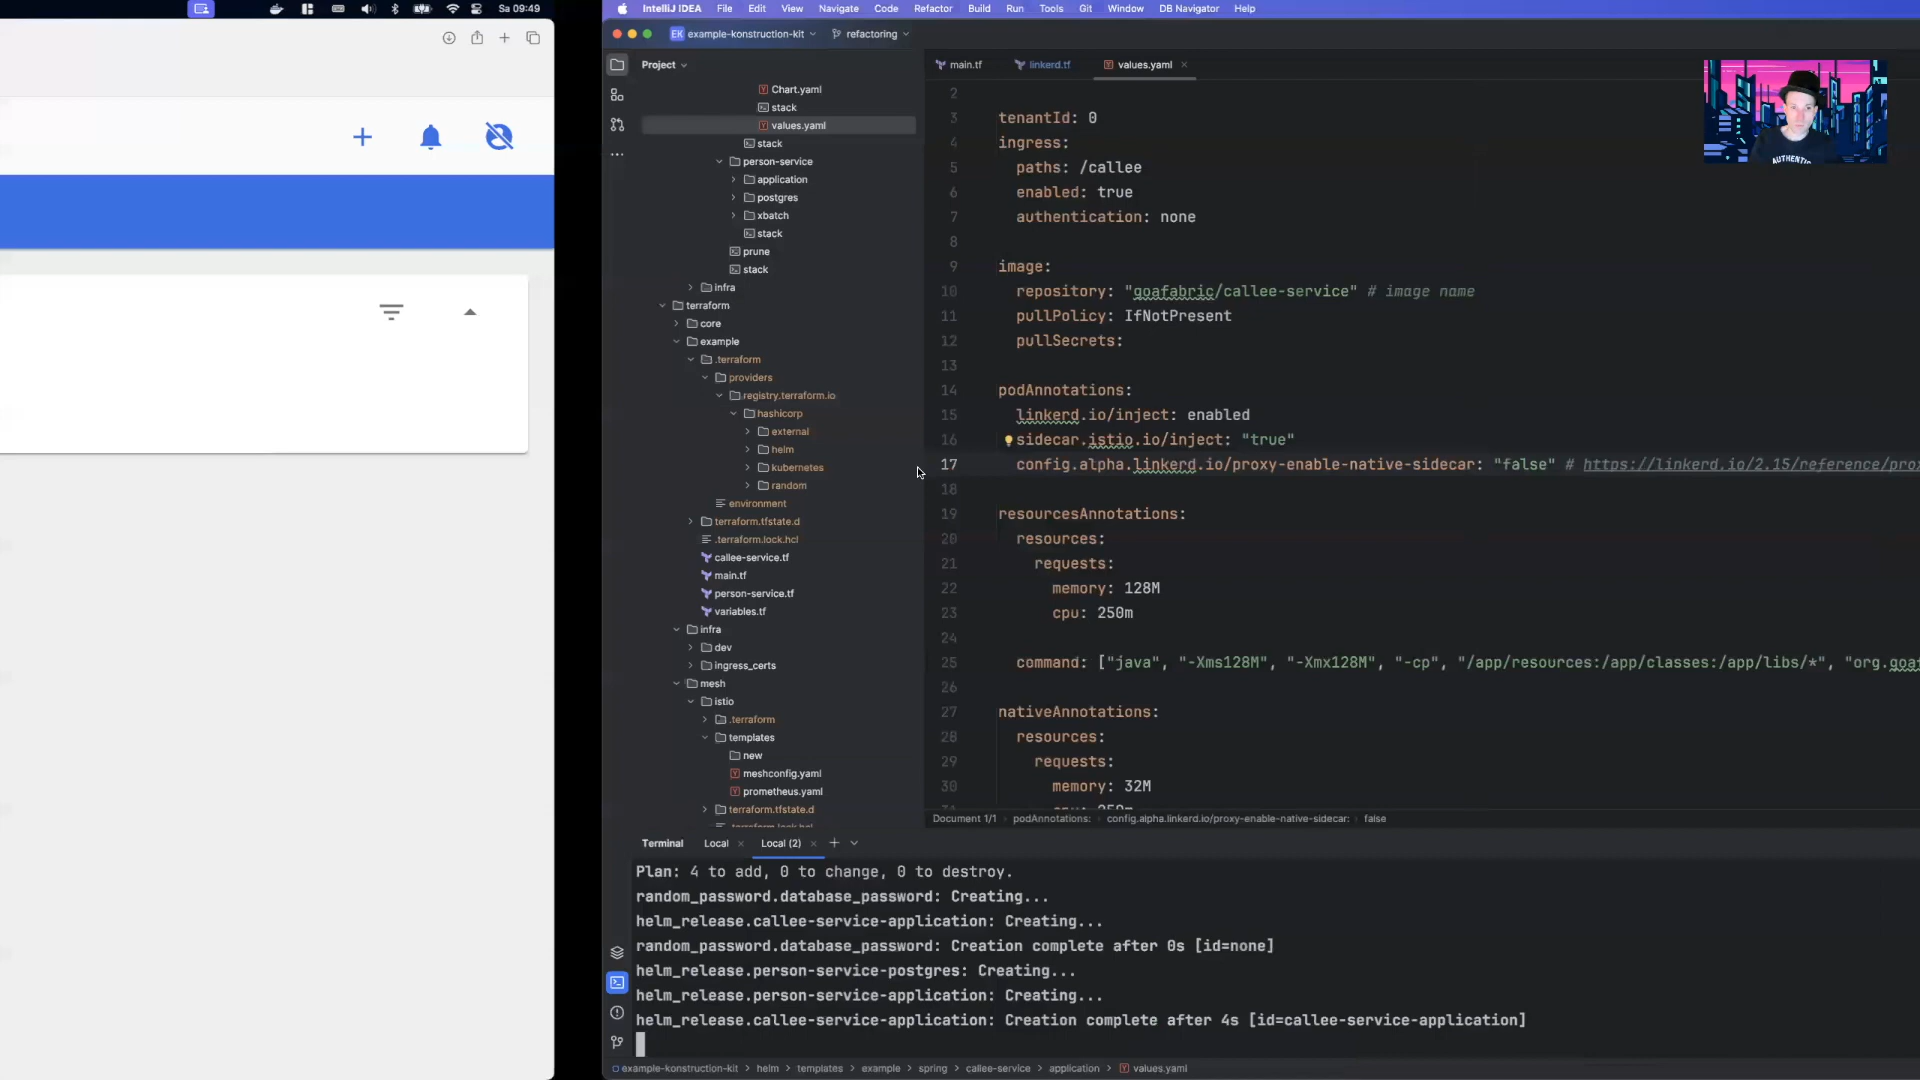 Sa 09:49
IntelliJ IDEA File Edit View Navigate Code Refactor Build Run Tools Git Window DB Navigator Help
EK example-konstruction-kit refactoring
Project
main.tf linkerd.tf values.yaml
Chart.yaml
stack
values.yaml
stack
person-service
application
postgres
xbatch
stack
prune
stack
infra
terraform
core
example
.terraform
providers
registry.terraform.io
hashicorp
external
helm
kubernetes
random
environment
terraform.tfstate.d
.terraform.lock.hcl
callee-service.tf
main.tf
person-service.tf
variables.tf
infra
dev
ingress_certs
mesh
istio
.terraform
templates
new
meshconfig.yaml
prometheus.yaml
terraform.tfstate.d
2
3 tenantId: 0
4 ingress:
5 paths: /callee
6 enabled: true
7 authentication: none
8
9 image:
10 repository: "goafabric/callee-service" # image name
11 pullPolicy: IfNotPresent
12 pullSecrets:
13
14 podAnnotations:
15 linkerd.io/inject: enabled
16 sidecar.istio.io/inject: "true"
17 config.alpha.linkerd.io/proxy-enable-native-sidecar: "false" # https://linkerd.io/2.15/reference/pro
18
19 resourcesAnnotations:
20 resources:
21 requests:
22 memory: 128M
23 cpu: 250m
24
25 command: ["java", "-Xms128M", "-Xmx128M", "-cp", "/app/resources:/app/classes:/app/libs/*", "org.goaf
26
27 nativeAnnotations:
28 resources:
29 requests:
30 memory: 32M
AUTHENTIC
Document 1/1 podAnnotations: config.alpha.linkerd.io/proxy-enable-native-sidecar: false
Terminal Local Local (2)
Plan: 4 to add, 0 to change, 0 to destroy.
random_password.database_password: Creating...
helm_release.callee-service-application: Creating...
random_password.database_password: Creation complete after 0s [id=none]
helm_release.person-service-postgres: Creating...
helm_release.person-service-application: Creating...
helm_release.callee-service-application: Creation complete after 4s [id=callee-service-application]
example-konstruction-kit helm templates example spring callee-service application values.yaml